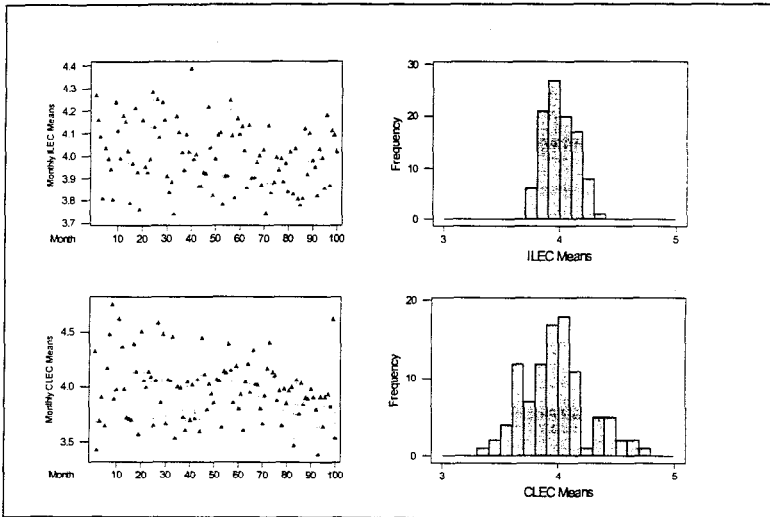 Monthly ILEC Means
4.4
4.3
4.2
4.1
4.0
3.9
3.8
3.7
Month 10 20 30 40 50 60 70 80 90 100
Frequency
30
20
10
0
3 4 5
ILEC Means
Monthly CLEC Means
4.5
4.0
3.5
Month 10 20 30 40 50 60 70 80 90 100
Frequency
20
10
0
3 4 5
CLEC Means